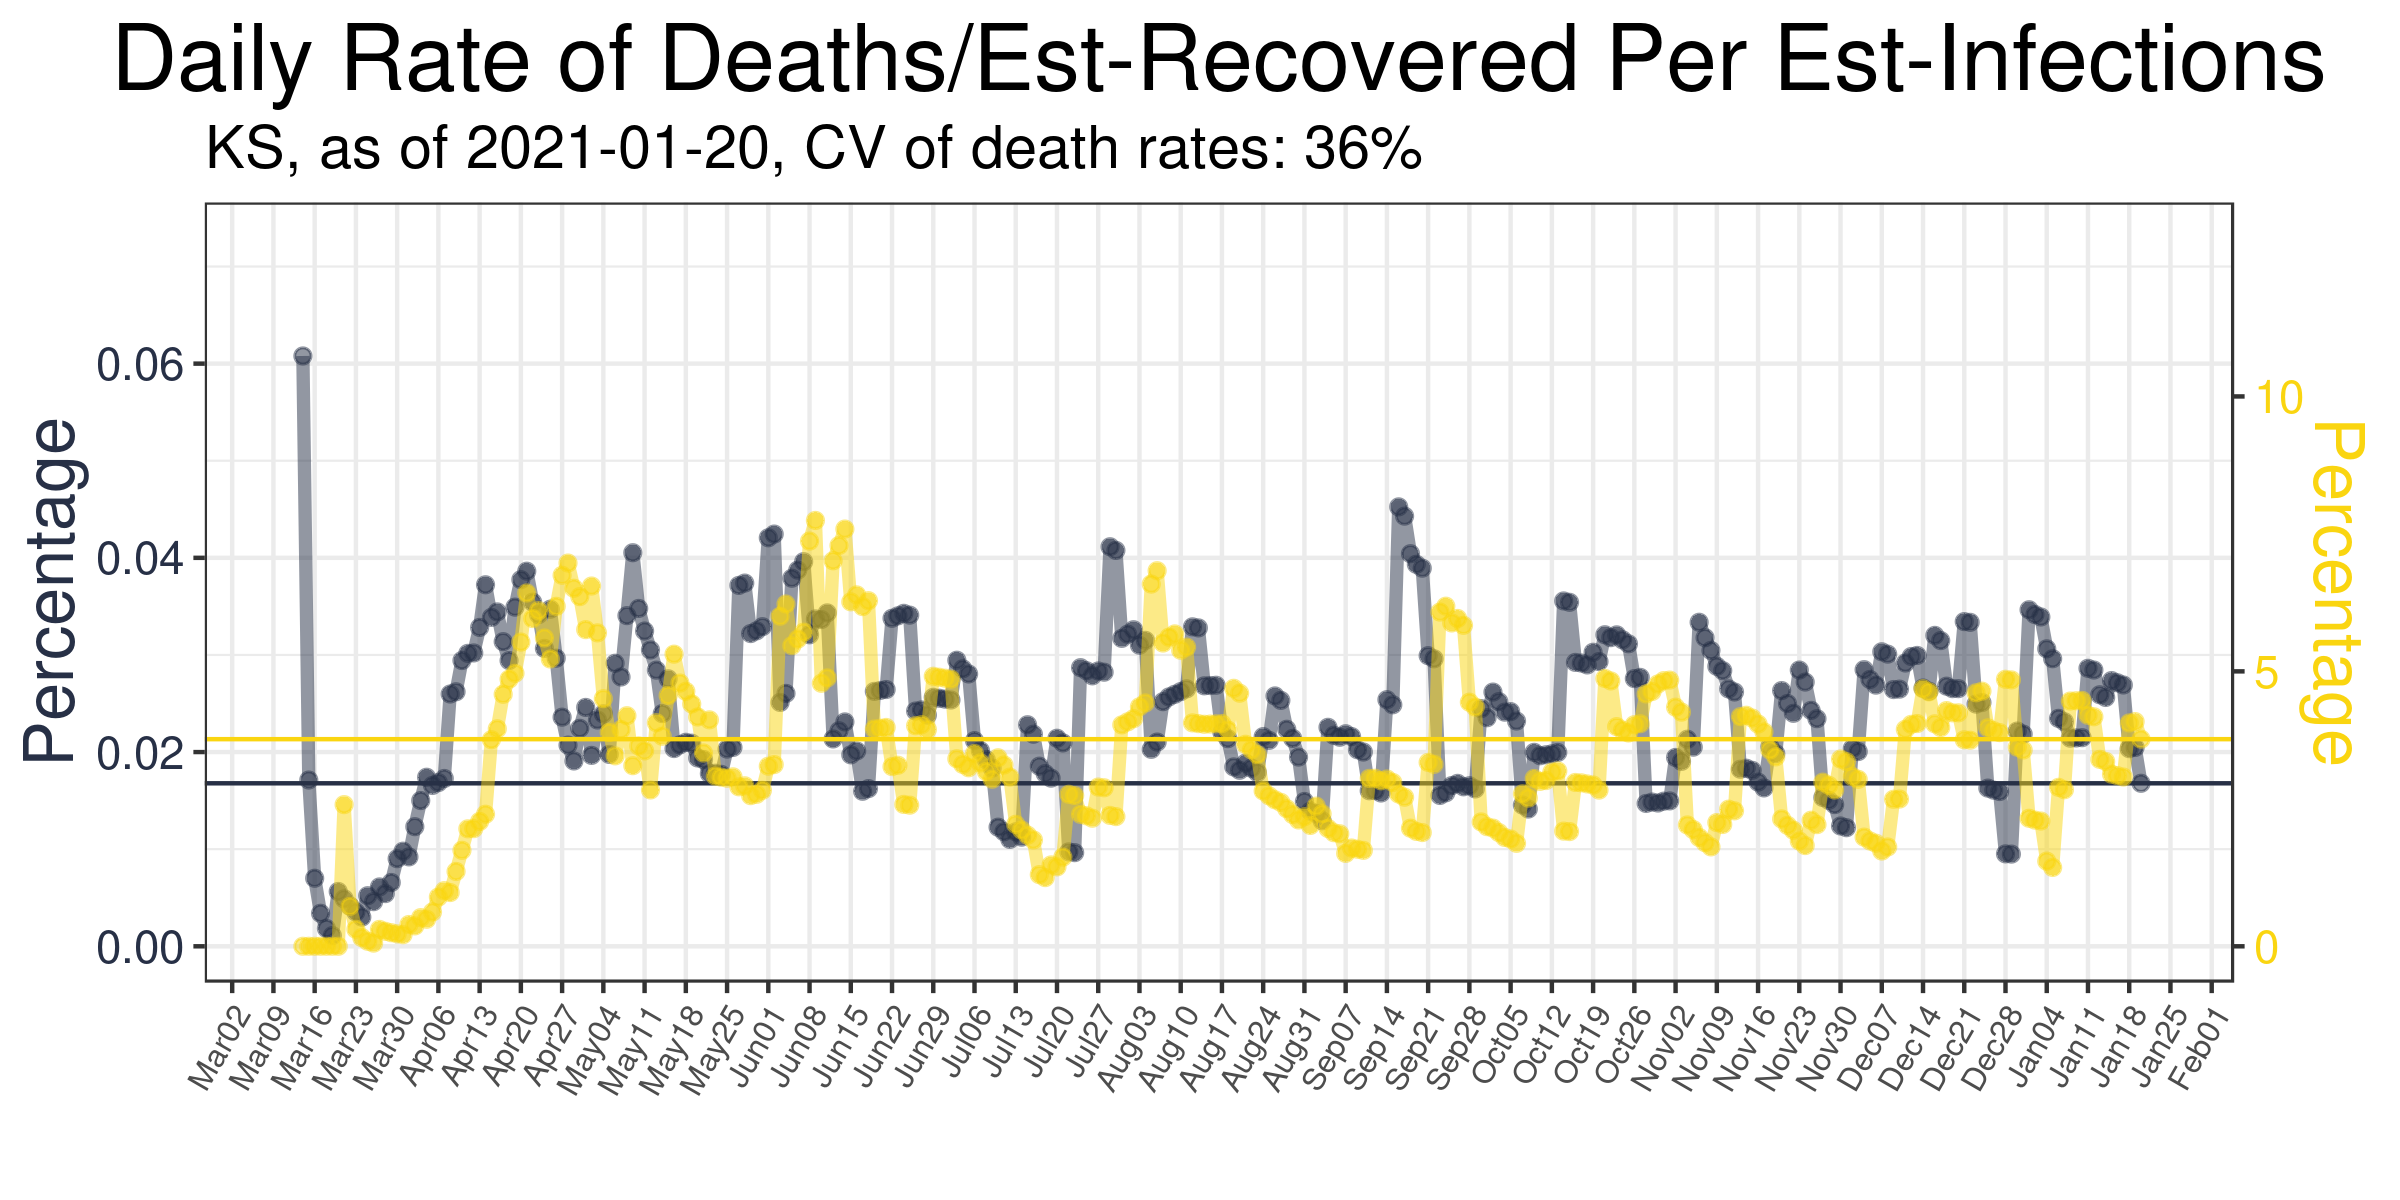 Daily Rate of Deaths/Est-Recovered Per Est-Infections
KS, as of 2021-01-20, CV of death rates: 36%
Percentage
0.06
0.04
0.02
0.00
10
5
0
Percentage
Mar02 Mar09 Mar16 Mar23 Mar30 Apr06 Apr13 Apr20 Apr27 May04 May11 May18 May25 Jun01 Jun08 Jun15 Jun22 Jun29 Jul06 Jul13 Jul20 Jul27 Aug03 Aug10 Aug17 Aug24 Aug31 Sep07 Sep14 Sep21 Sep28 Oct05 Oct12 Oct19 Oct26 Nov02 Nov09 Nov16 Nov23 Nov30 Dec07 Dec14 Dec21 Dec28 Jan04 Jan11 Jan18 Jan25 Feb01